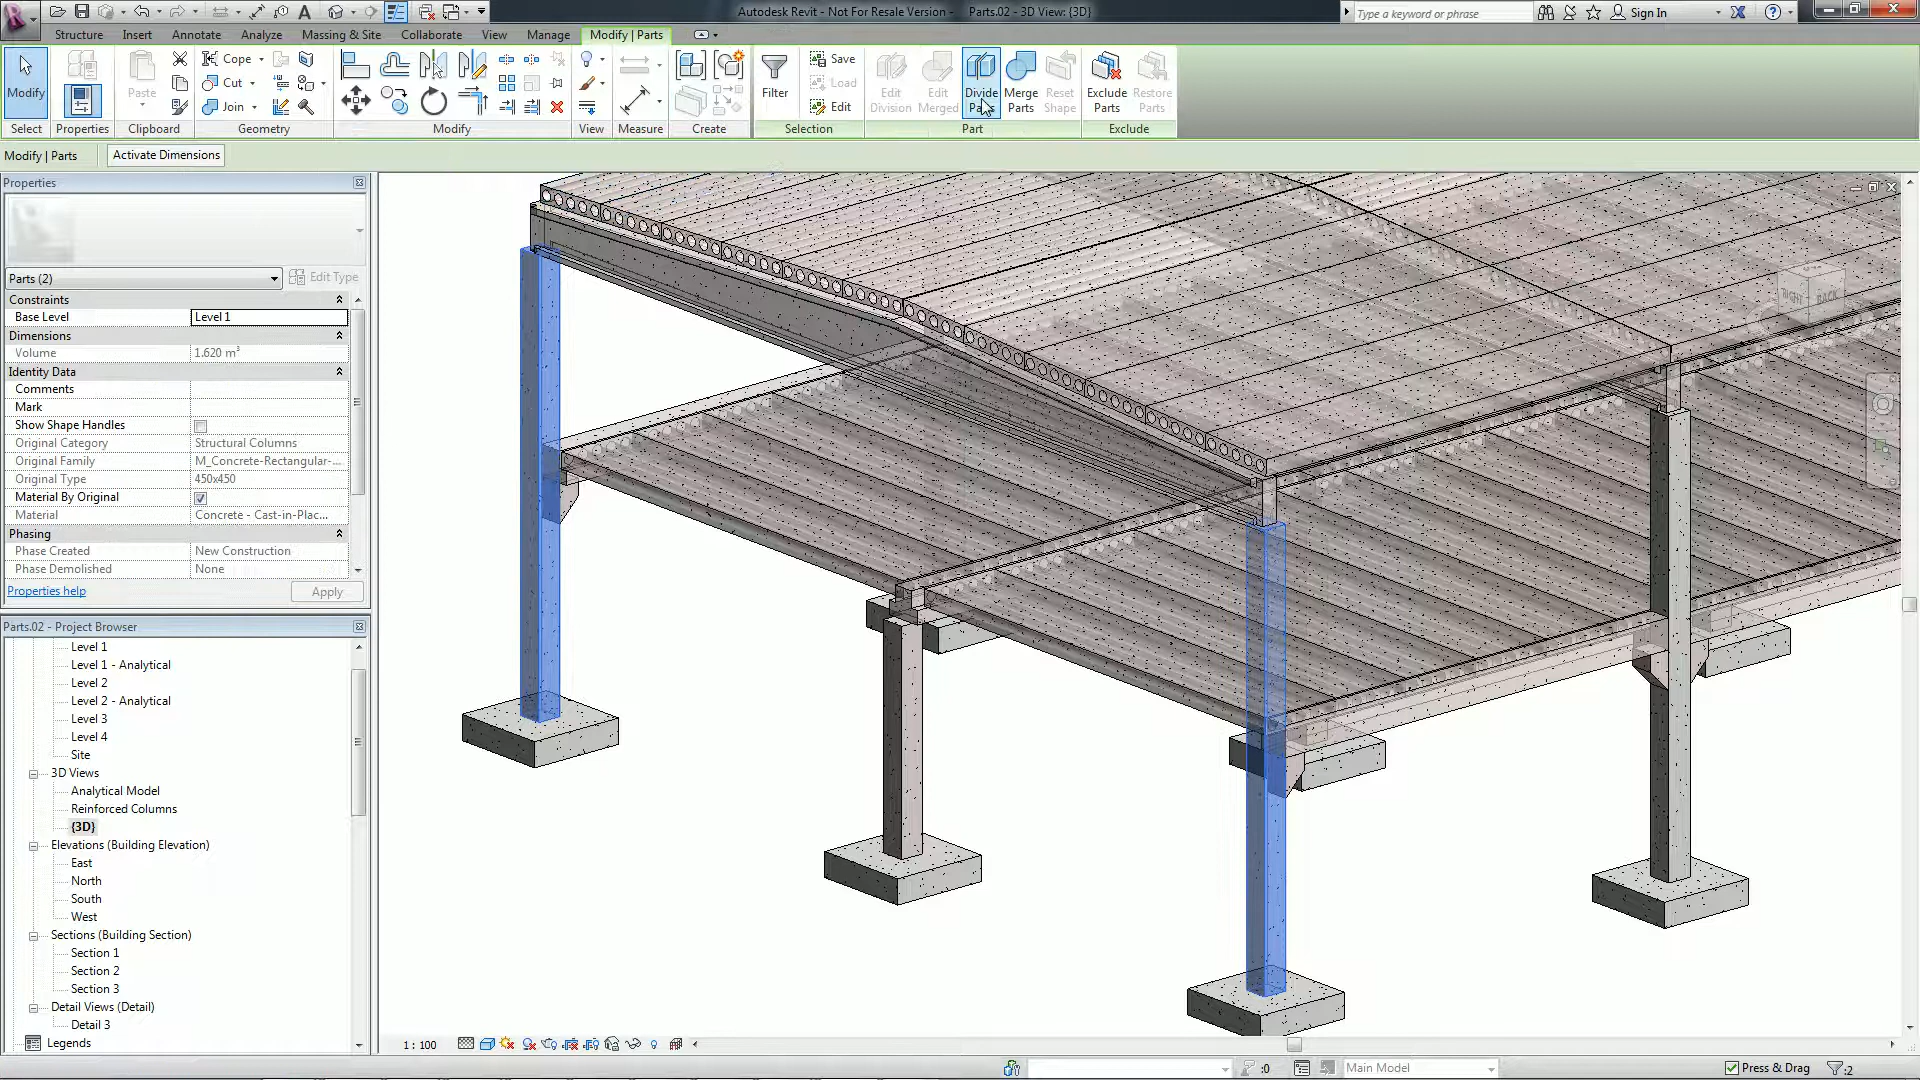 Autodesk Revit - Not For Resale Version - Parts.02 - 3D View: {3D}
Type a keyword or phrase
Sign In
Structure Insert Annotate Analyze Massing & Site Collaborate View Manage Modify | Parts
Modify
Paste
Cope
Cut
Join
Filter
Save
Load
Edit
Edit Division
Edit Merged
Divide Parts
Merge Parts
Reset Shape
Exclude Parts
Restore Parts
Select Properties Clipboard Geometry Modify View Measure Create Selection Part Exclude
Modify | Parts Activate Dimensions
Properties
Parts (2) Edit Type
Constraints
Base Level Level 1
Dimensions
Volume 1.620 m³
Identity Data
Comments
Mark
Show Shape Handles
Original Category Structural Columns
Original Family M_Concrete-Rectangular-...
Original Type 450x450
Material By Original
Material Concrete - Cast-in-Plac...
Phasing
Phase Created New Construction
Phase Demolished None
Properties help Apply
Parts.02 - Project Browser
Level 1
Level 1 - Analytical
Level 2
Level 2 - Analytical
Level 3
Level 4
Site
3D Views
Analytical Model
Reinforced Columns
{3D}
Elevations (Building Elevation)
East
North
South
West
Sections (Building Section)
Section 1
Section 2
Section 3
Detail Views (Detail)
Detail 3
Legends
RIGHT BACK
1 : 100
:0 Main Model Press & Drag :2